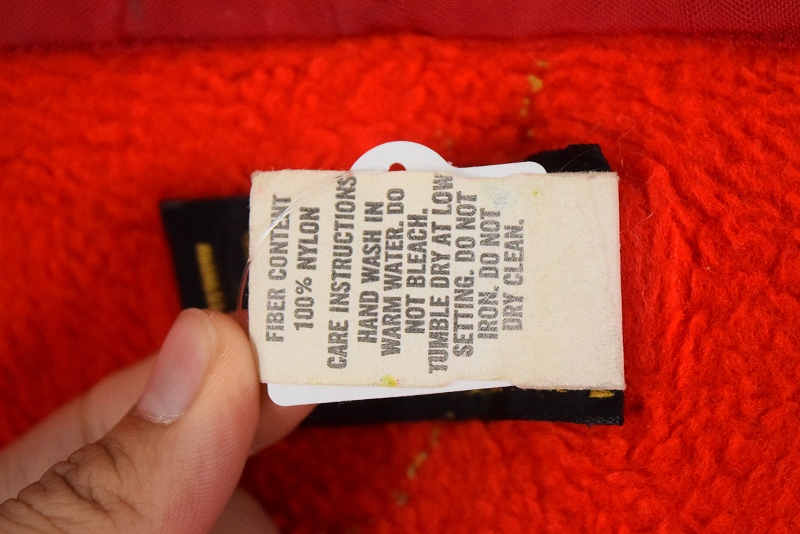 FIBER CONTENT
100% NYLON
CARE INSTRUCTIONS
HAND WASH IN
WARM WATER. DO
NOT BLEACH.
TUMBLE DRY AT LOW
SETTING. DO NOT
IRON. DO NOT
DRY CLEAN.